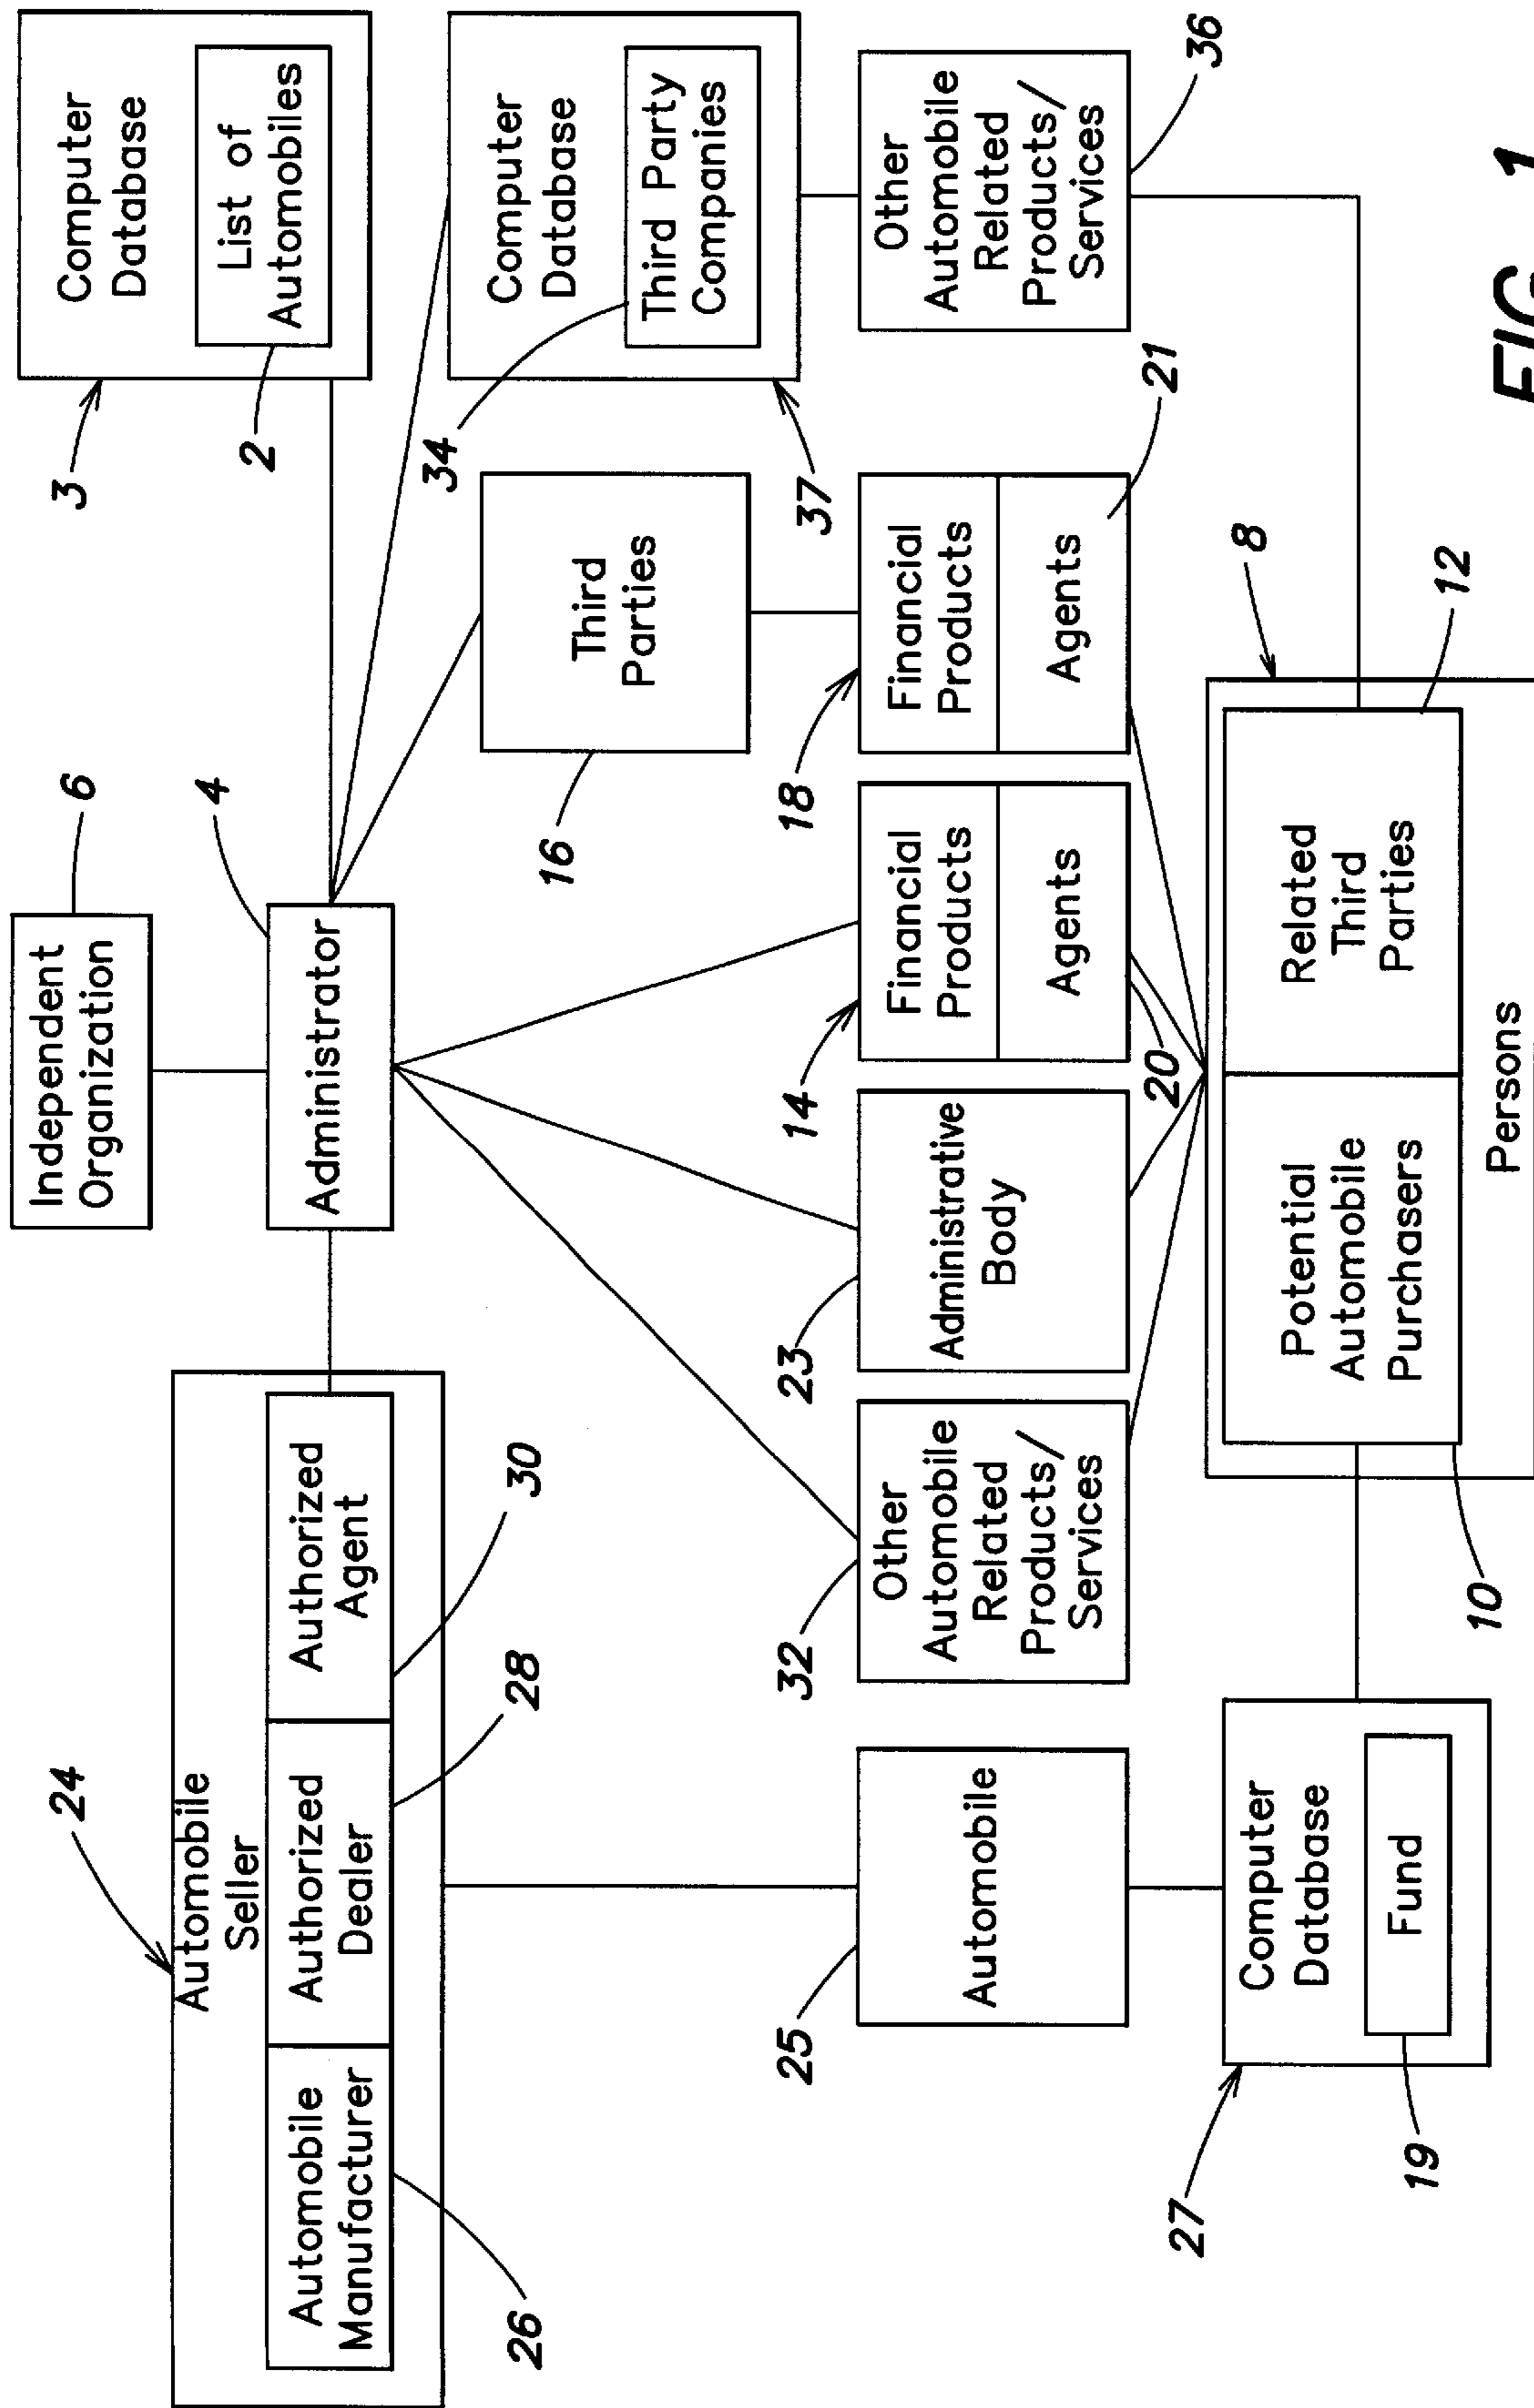 Independent
Organization
6
4
Administrator
Automobile
Seller
24
Automobile
Manufacturer
Authorized
Dealer
Authorized
Agent
26
28
30
Computer
Database
List of
Automobiles
3
2
Computer
Database
Third Party
Companies
34
37
Third
Parties
16
Automobile
25
Other
Automobile
Related
Products/
Services
32
Administrative
Body
23
Financial
Products
Agents
14
20
Financial
Products
Agents
18
21
Other
Automobile
Related
Products/
Services
36
Computer
Database
Fund
27
19
Potential
Automobile
Purchasers
Related
Third
Parties
Persons
8
10
12
FIG. 1